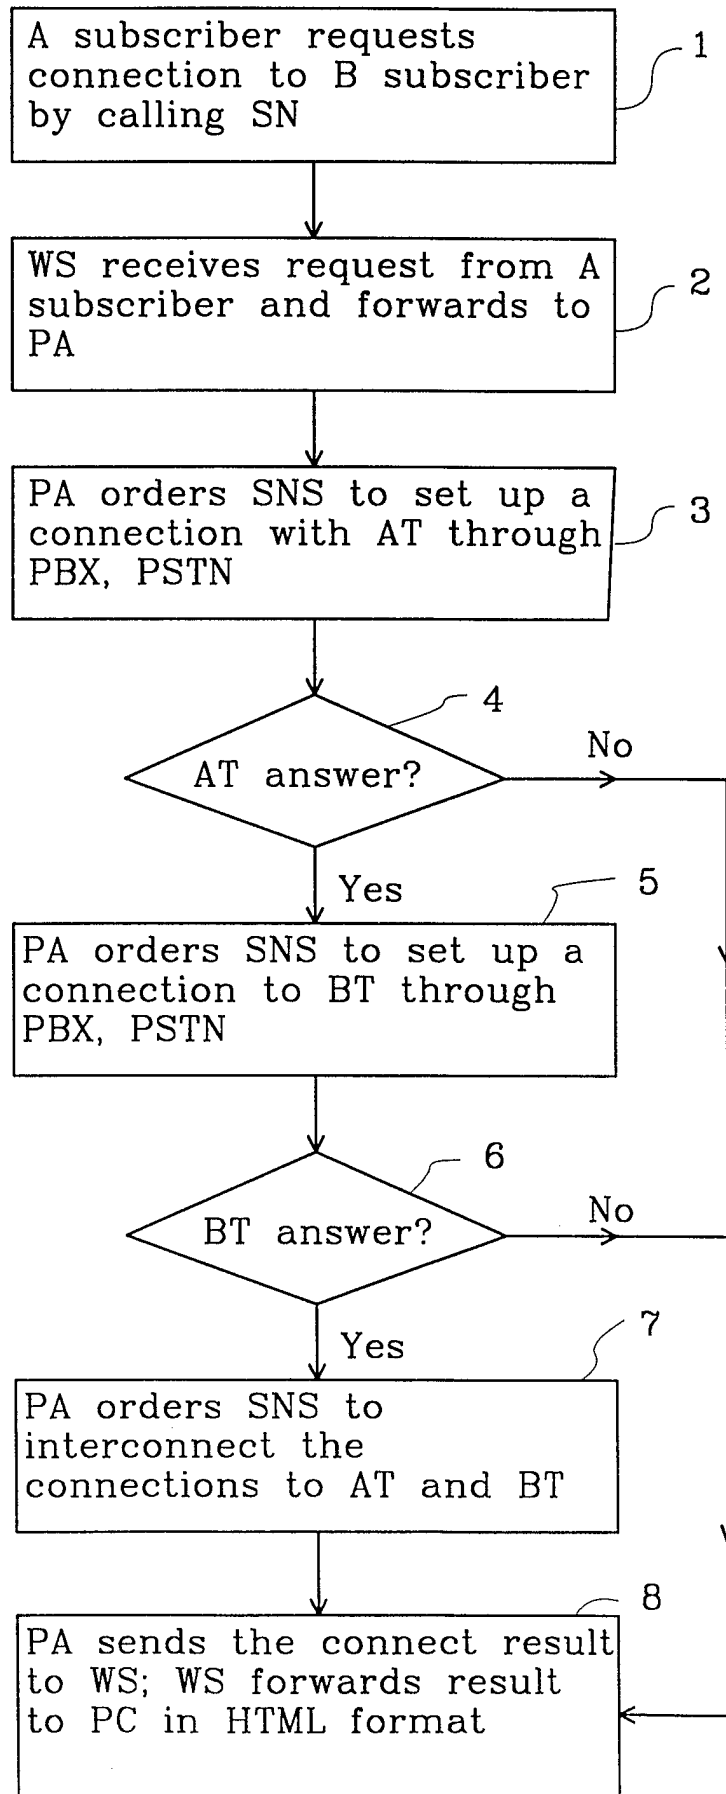 A subscriber requests
connection to B subscriber
by calling SN
1
WS receives request from A
subscriber and forwards to
PA
2
PA orders SNS to set up a
connection with AT through
PBX, PSTN
3
4
AT answer?
No
Yes
5
PA orders SNS to set up a
connection to BT through
PBX, PSTN
6
BT answer?
No
Yes
7
PA orders SNS to
interconnect the
connections to AT and BT
8
PA sends the connect result
to WS; WS forwards result
to PC in HTML format